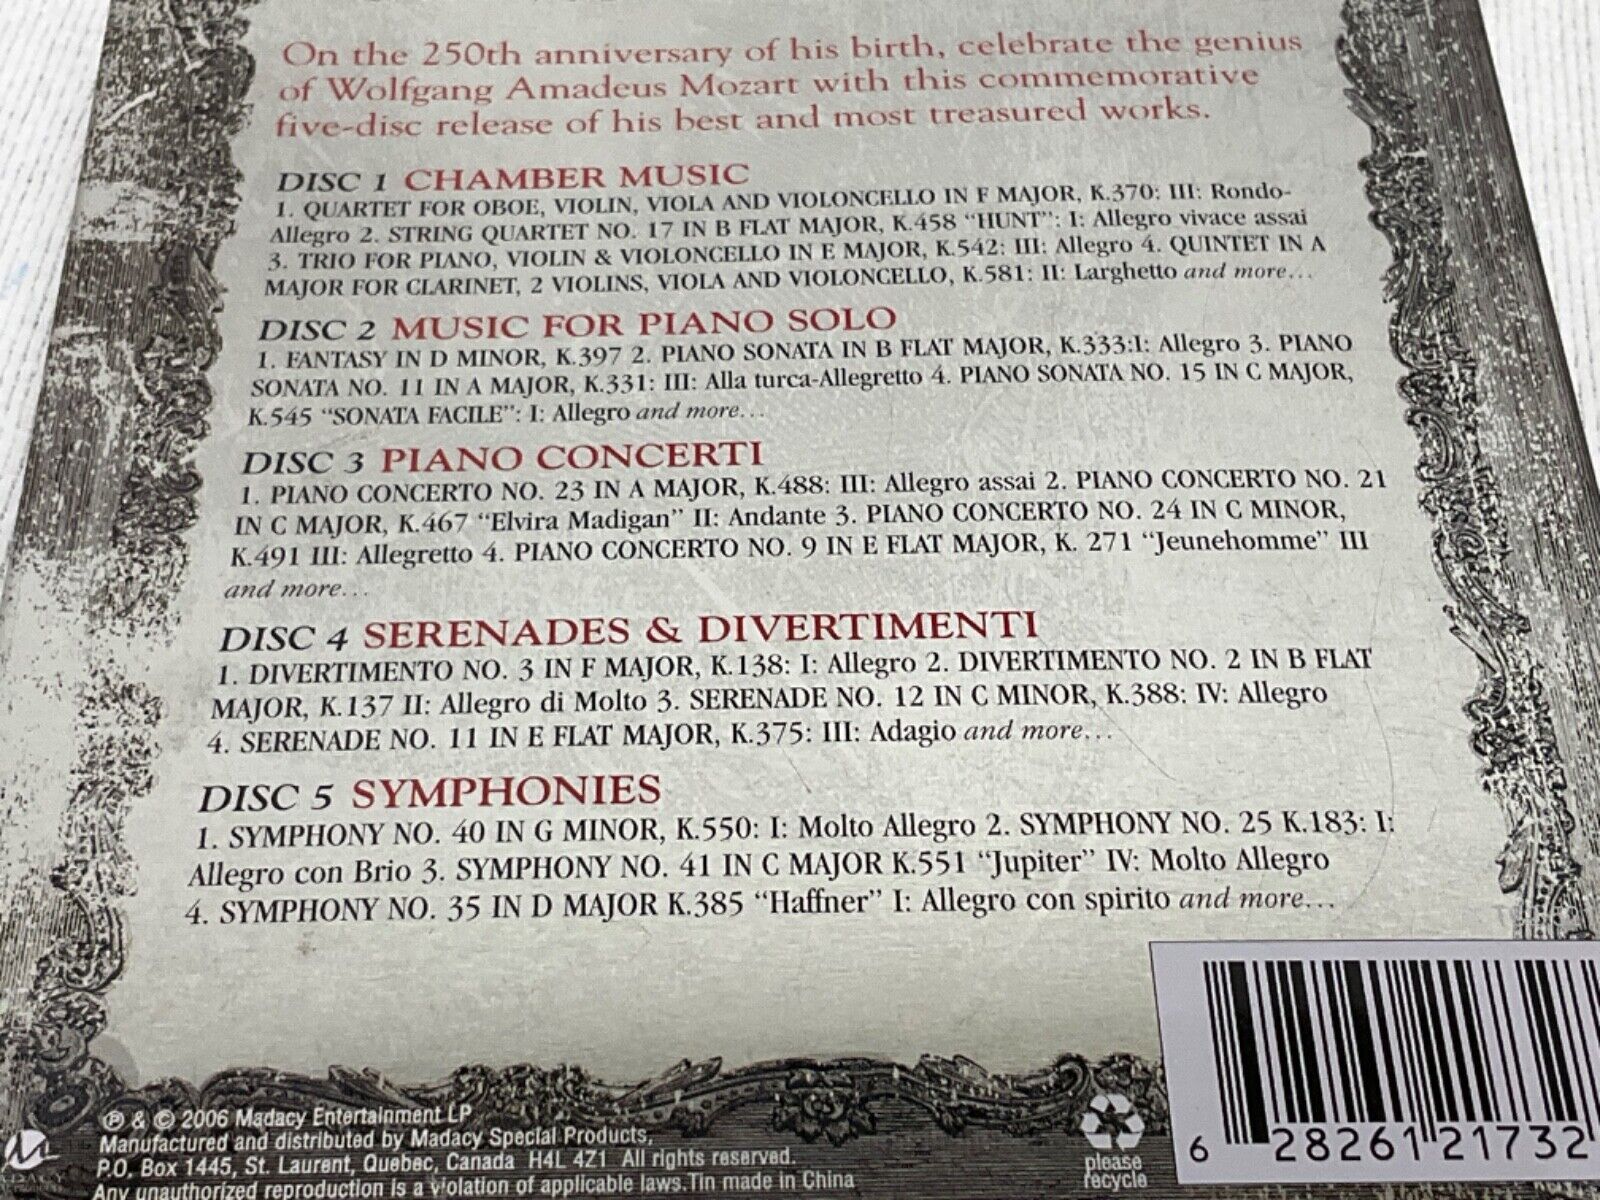 On the 250th anniversary of his birth, celebrate the genius
of Wolfgang Amadeus Mozart with this commemorative
five-disc release of his best and most treasured works.
DISC 1 CHAMBER MUSIC
1. QUARTET FOR OBOE, VIOLIN, VIOLA AND VIOLONCELLO IN F MAJOR, K.370: III: Rondo-
Allegro 2. STRING QUARTET NO. 17 IN B FLAT MAJOR, K.458 "HUNT": I: Allegro vivace assai
3. TRIO FOR PIANO, VIOLIN & VIOLONCELLO IN E MAJOR, K.542: III: Allegro 4. QUINTET IN A
MAJOR FOR CLARINET, 2 VIOLINS, VIOLA AND VIOLONCELLO, K.581: II: Larghetto and more...
DISC 2 MUSIC FOR PIANO SOLO
1. FANTASY IN D MINOR, K.397 2. PIANO SONATA IN B FLAT MAJOR, K.333:I: Allegro 3. PIANO
SONATA NO. 11 IN A MAJOR, K.331: III: Alla turca-Allegretto 4. PIANO SONATA NO. 15 IN C MAJOR,
K.545 "SONATA FACILE": I: Allegro and more...
DISC 3 PIANO CONCERTI
1. PIANO CONCERTO NO. 23 IN A MAJOR, K.488: III: Allegro assai 2. PIANO CONCERTO NO. 21
IN C MAJOR, K.467 "Elvira Madigan" II: Andante 3. PIANO CONCERTO NO. 24 IN C MINOR,
K.491 III: Allegretto 4. PIANO CONCERTO NO. 9 IN E FLAT MAJOR, K. 271 "Jeunehomme" III
and more...
DISC 4 SERENADES & DIVERTIMENTI
1. DIVERTIMENTO NO. 3 IN F MAJOR, K.138: I: Allegro 2. DIVERTIMENTO NO. 2 IN B FLAT
MAJOR, K.137 II: Allegro di Molto 3. SERENADE NO. 12 IN C MINOR, K.388: IV: Allegro
4. SERENADE NO. 11 IN E FLAT MAJOR, K.375: III: Adagio and more...
DISC 5 SYMPHONIES
1. SYMPHONY NO. 40 IN G MINOR, K.550: I: Molto Allegro 2. SYMPHONY NO. 25 K.183: I:
Allegro con Brio 3. SYMPHONY NO. 41 IN C MAJOR K.551 "Jupiter" IV: Molto Allegro
4. SYMPHONY NO. 35 IN D MAJOR K.385 "Haffner" I: Allegro con spirito and more...
℗ & © 2006 Madacy Entertainment LP
Manufactured and distributed by Madacy Special Products,
P.O. Box 1445, St. Laurent, Quebec, Canada H4L 4Z1 All rights reserved.
Any unauthorized reproduction is a violation of applicable laws.Tin made in China
please
recycle
6 28261 21732